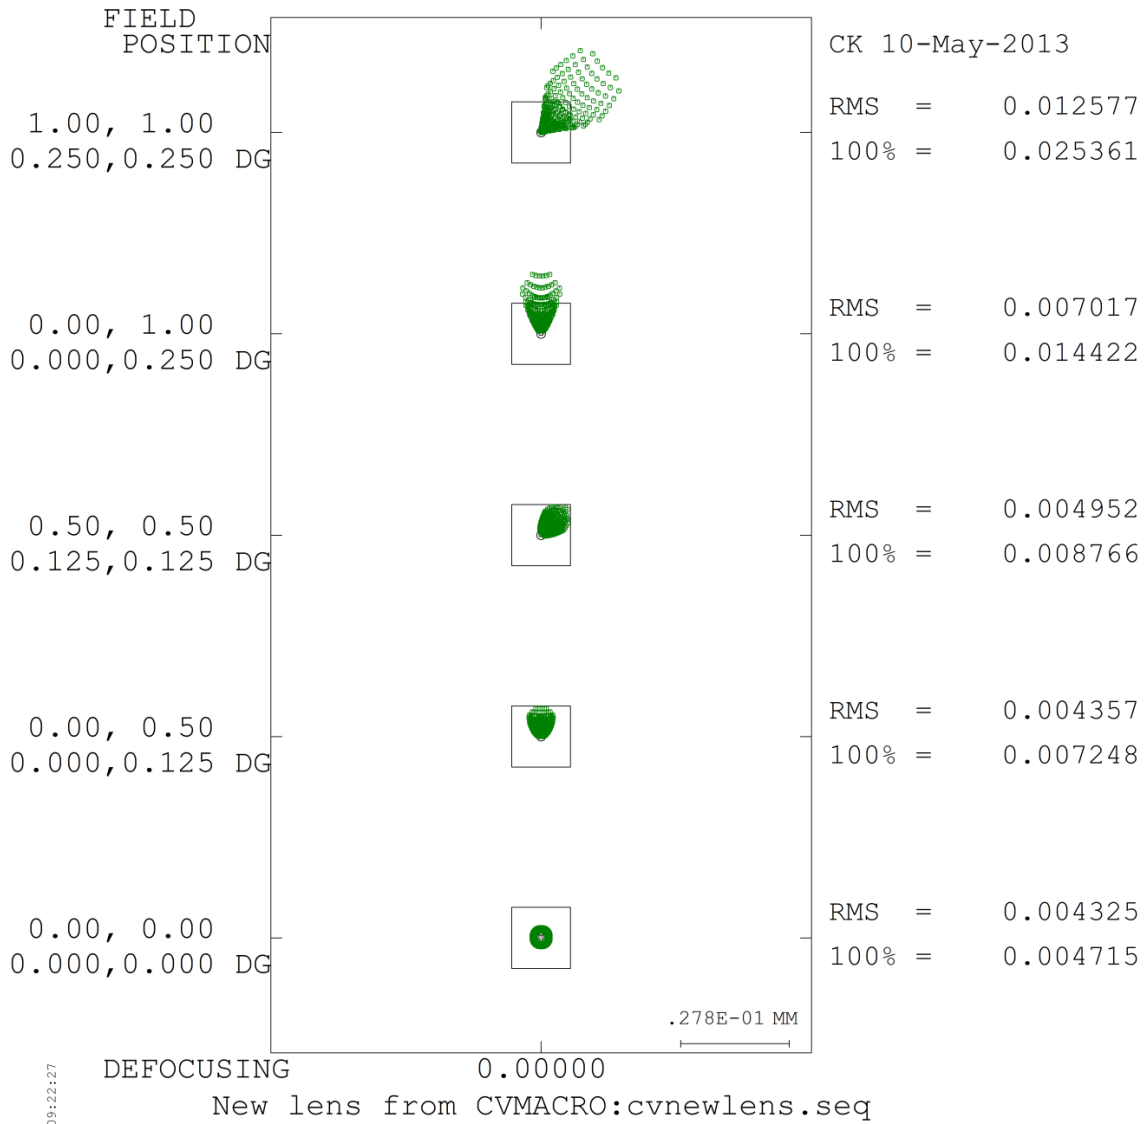 FIELD
POSITION
CK 10-May-2013
1.00, 1.00
0.250,0.250 DG
RMS = 0.012577
100% = 0.025361
0.00, 1.00
0.000,0.250 DG
RMS = 0.007017
100% = 0.014422
0.50, 0.50
0.125,0.125 DG
RMS = 0.004952
100% = 0.008766
0.00, 0.50
0.000,0.125 DG
RMS = 0.004357
100% = 0.007248
0.00, 0.00
0.000,0.000 DG
RMS = 0.004325
100% = 0.004715
.278E-01 MM
DEFOCUSING 0.00000
New lens from CVMACRO:cvnewlens.seq
09:22:27